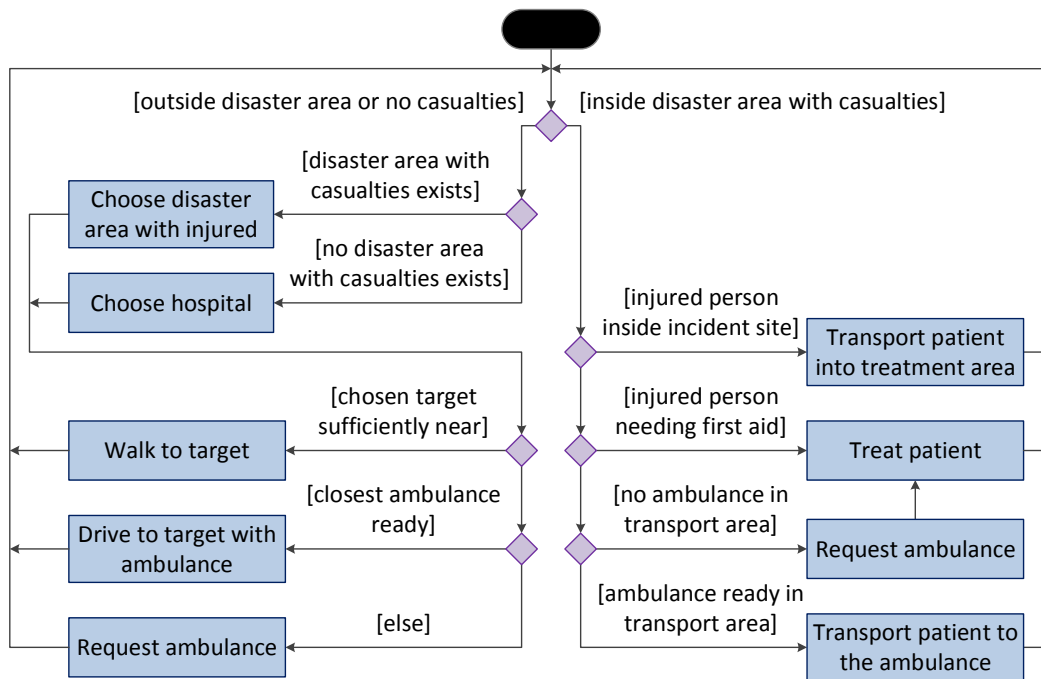 [outside disaster area or no casualties]
[inside disaster area with casualties]
[disaster area with
casualties exists]
Choose disaster
area with injured
[no disaster area
with casualties exists]
Choose hospital
[injured person
inside incident site]
Transport patient
into treatment area
[chosen target
sufficiently near]
Walk to target
[injured person
needing first aid]
Treat patient
[closest ambulance
ready]
Drive to target with
ambulance
[no ambulance in
transport area]
Request ambulance
[else]
Request ambulance
[ambulance ready in
transport area]
Transport patient to
the ambulance